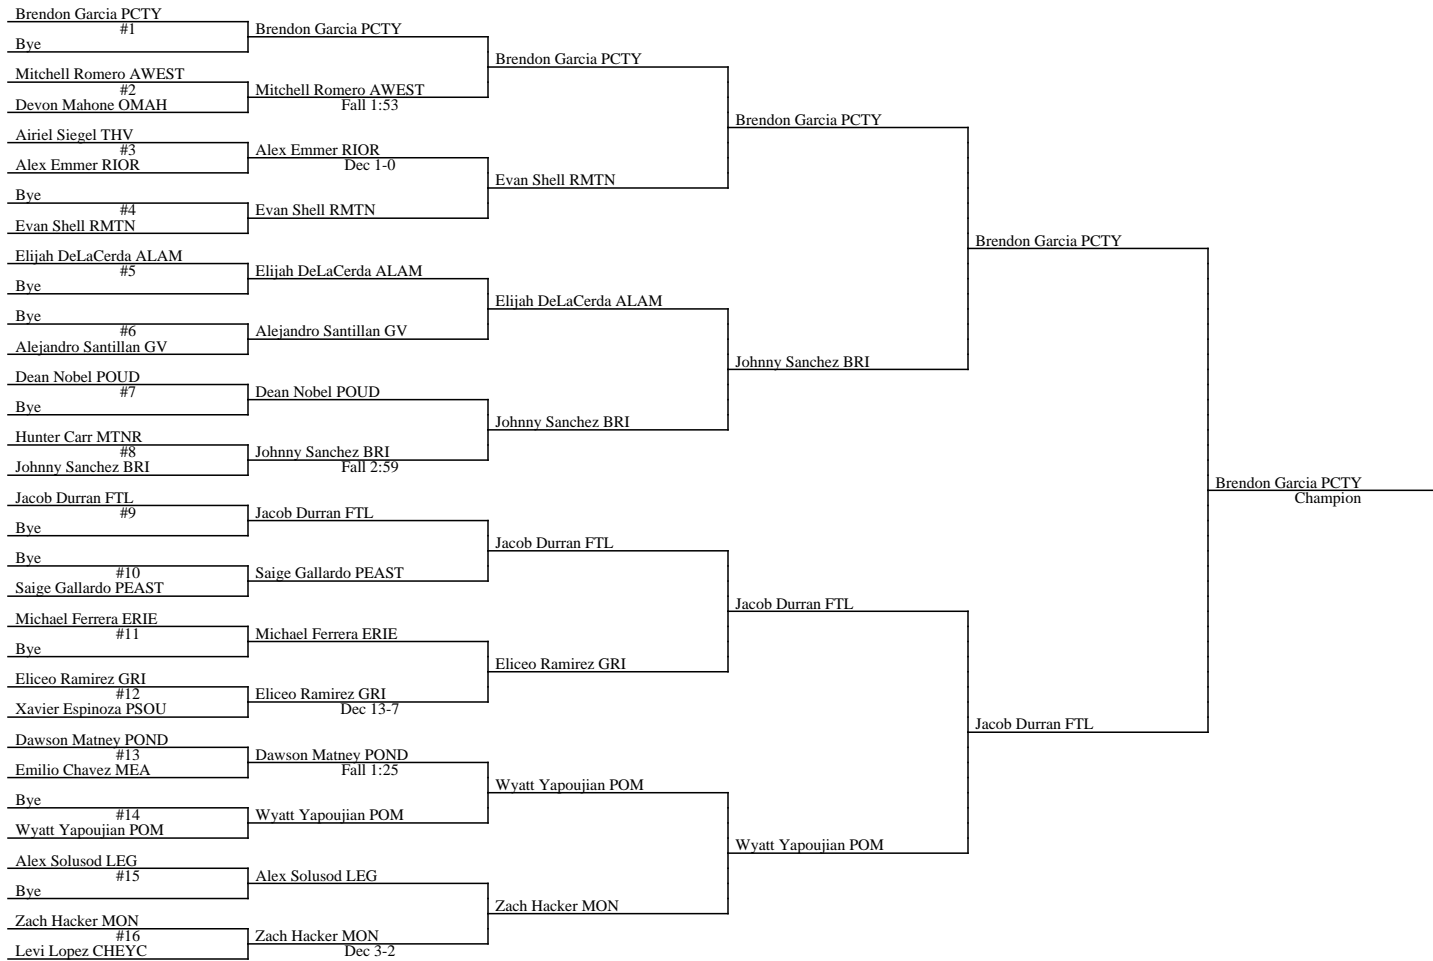 Brendon Garcia PCTY
#1
Bye
Mitchell Romero AWEST
#2
Devon Mahone OMAH
Airiel Siegel THV
#3
Alex Emmer RIOR
Bye
#4
Evan Shell RMTN
Elijah DeLaCerda ALAM
#5
Bye
Bye
#6
Alejandro Santillan GV
Dean Nobel POUD
#7
Bye
Hunter Carr MTNR
#8
Johnny Sanchez BRI
Jacob Durran FTL
#9
Bye
Bye
#10
Saige Gallardo PEAST
Michael Ferrera ERIE
#11
Bye
Eliceo Ramirez GRI
#12
Xavier Espinoza PSOU
Dawson Matney POND
#13
Emilio Chavez MEA
Bye
#14
Wyatt Yapoujian POM
Alex Solusod LEG
#15
Bye
Zach Hacker MON
#16
Levi Lopez CHEYC
Brendon Garcia PCTY
Mitchell Romero AWEST
Fall 1:53
Alex Emmer RIOR
Dec 1-0
Evan Shell RMTN
Elijah DeLaCerda ALAM
Alejandro Santillan GV
Dean Nobel POUD
Johnny Sanchez BRI
Fall 2:59
Jacob Durran FTL
Saige Gallardo PEAST
Michael Ferrera ERIE
Eliceo Ramirez GRI
Dec 13-7
Dawson Matney POND
Fall 1:25
Wyatt Yapoujian POM
Alex Solusod LEG
Zach Hacker MON
Dec 3-2
Brendon Garcia PCTY
Evan Shell RMTN
Elijah DeLaCerda ALAM
Johnny Sanchez BRI
Jacob Durran FTL
Eliceo Ramirez GRI
Wyatt Yapoujian POM
Zach Hacker MON
Brendon Garcia PCTY
Johnny Sanchez BRI
Jacob Durran FTL
Wyatt Yapoujian POM
Brendon Garcia PCTY
Jacob Durran FTL
Brendon Garcia PCTY
Champion